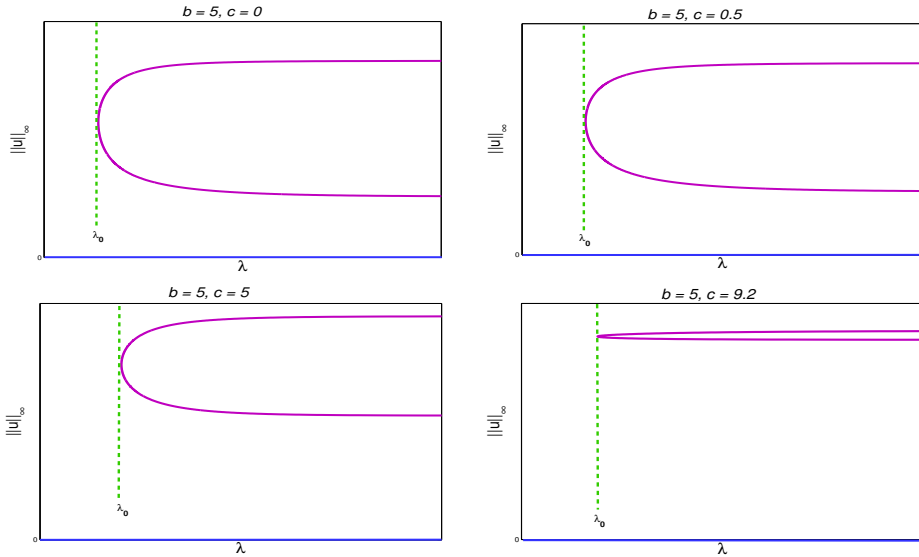 b = 5, c = 0
||u||∞
λ₀
0
λ
b = 5, c = 0.5
||u||∞
λ₀
0
λ
b = 5, c = 5
||u||∞
λ₀
0
λ
b = 5, c = 9.2
||u||∞
λ₀
0
λ